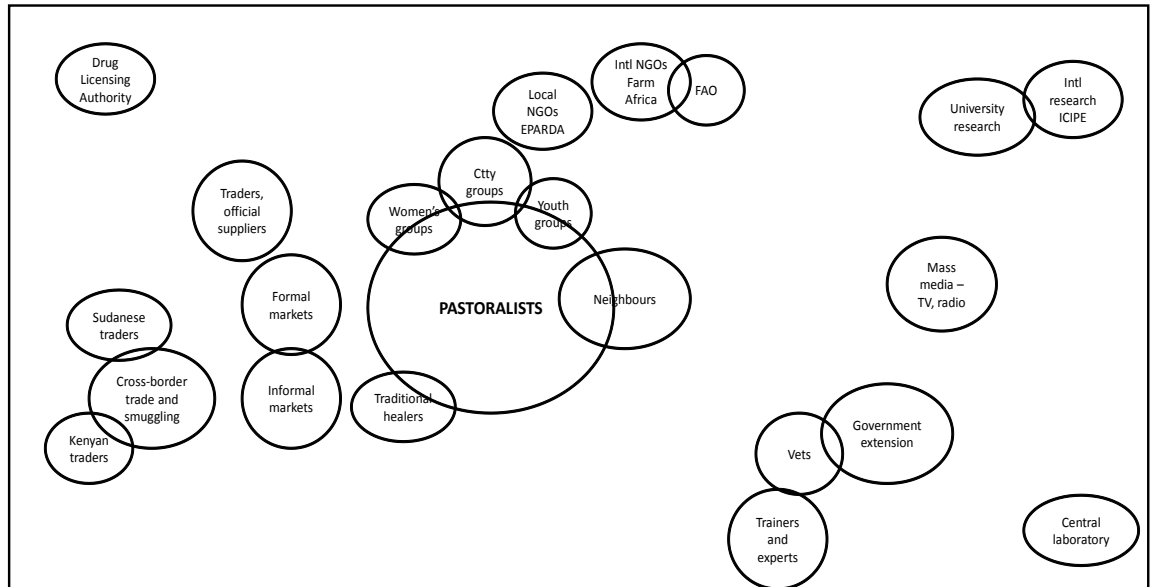 Drug
Licensing
Authority
Intl NGOs
Farm
Africa
FAO
Local
NGOs
EPARDA
University
research
Intl
research
ICIPE
Ctty
groups
Traders,
official
suppliers
Women's
groups
Youth
groups
Mass
media –
TV, radio
Formal
markets
PASTORALISTS
Neighbours
Sudanese
traders
Cross-border
trade and
smuggling
Informal
markets
Traditional
healers
Kenyan
traders
Vets
Government
extension
Trainers
and
experts
Central
laboratory